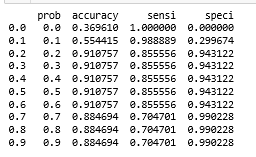 prob accuracy sensi speci
0.0 0.0 0.369610 1.000000 0.000000
0.1 0.1 0.554415 0.988889 0.299674
0.2 0.2 0.910757 0.855556 0.943122
0.3 0.3 0.910757 0.855556 0.943122
0.4 0.4 0.910757 0.855556 0.943122
0.5 0.5 0.910757 0.855556 0.943122
0.6 0.6 0.910757 0.855556 0.943122
0.7 0.7 0.884694 0.704701 0.990228
0.8 0.8 0.884694 0.704701 0.990228
0.9 0.9 0.884694 0.704701 0.990228